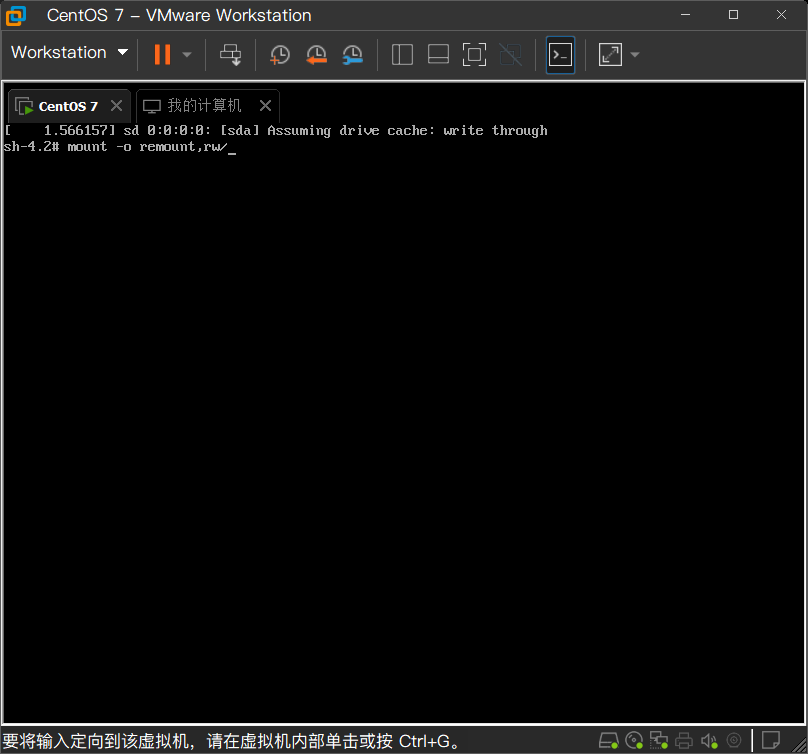 CentOS 7 - VMware Workstation
Workstation
CentOS 7
我的计算机
[    1.566157] sd 0:0:0:0: [sda] Assuming drive cache: write through
sh-4.2# mount -o remount,rw/_
要将输入定向到该虚拟机，请在虚拟机内部单击或按 Ctrl+G。